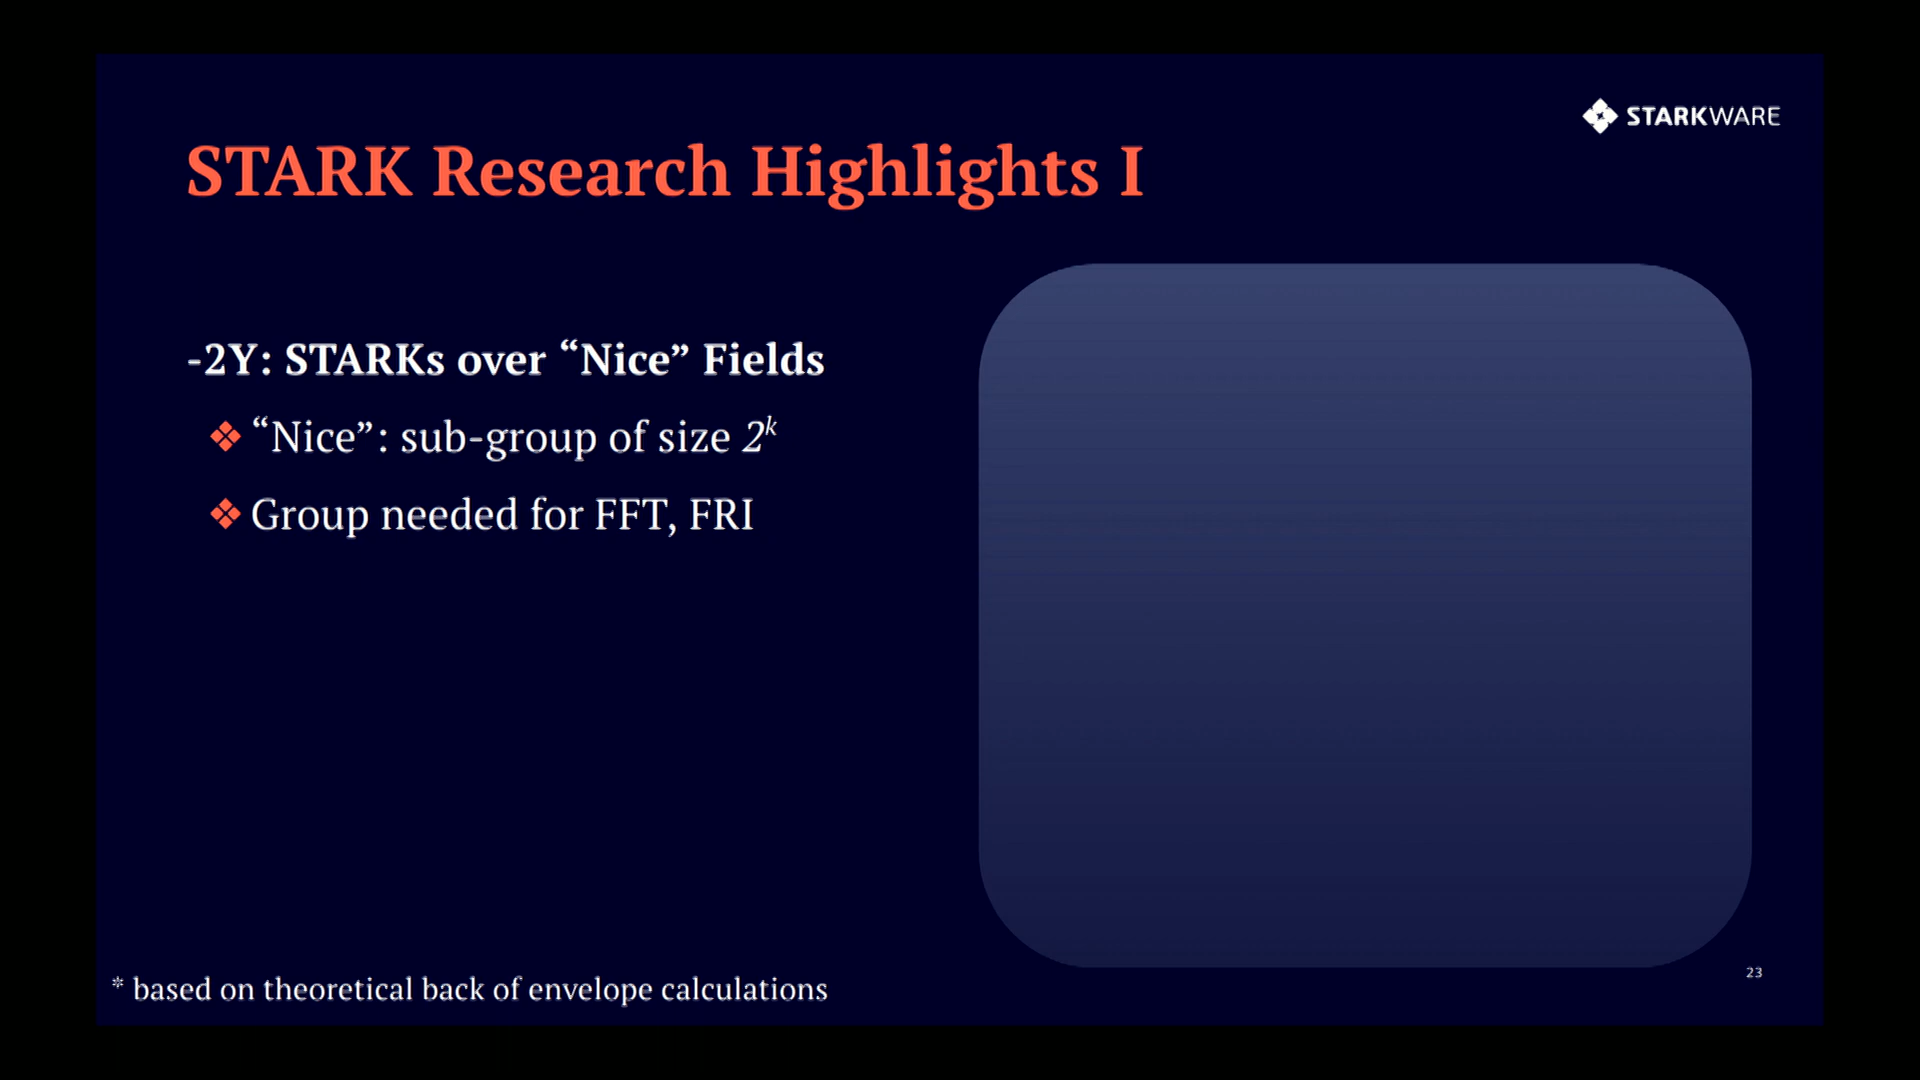 STARKWARE
STARK Research Highlights I
-2Y: STARKs over “Nice” Fields
❖ “Nice”: sub-group of size 2ᵏ
❖ Group needed for FFT, FRI
* based on theoretical back of envelope calculations
23